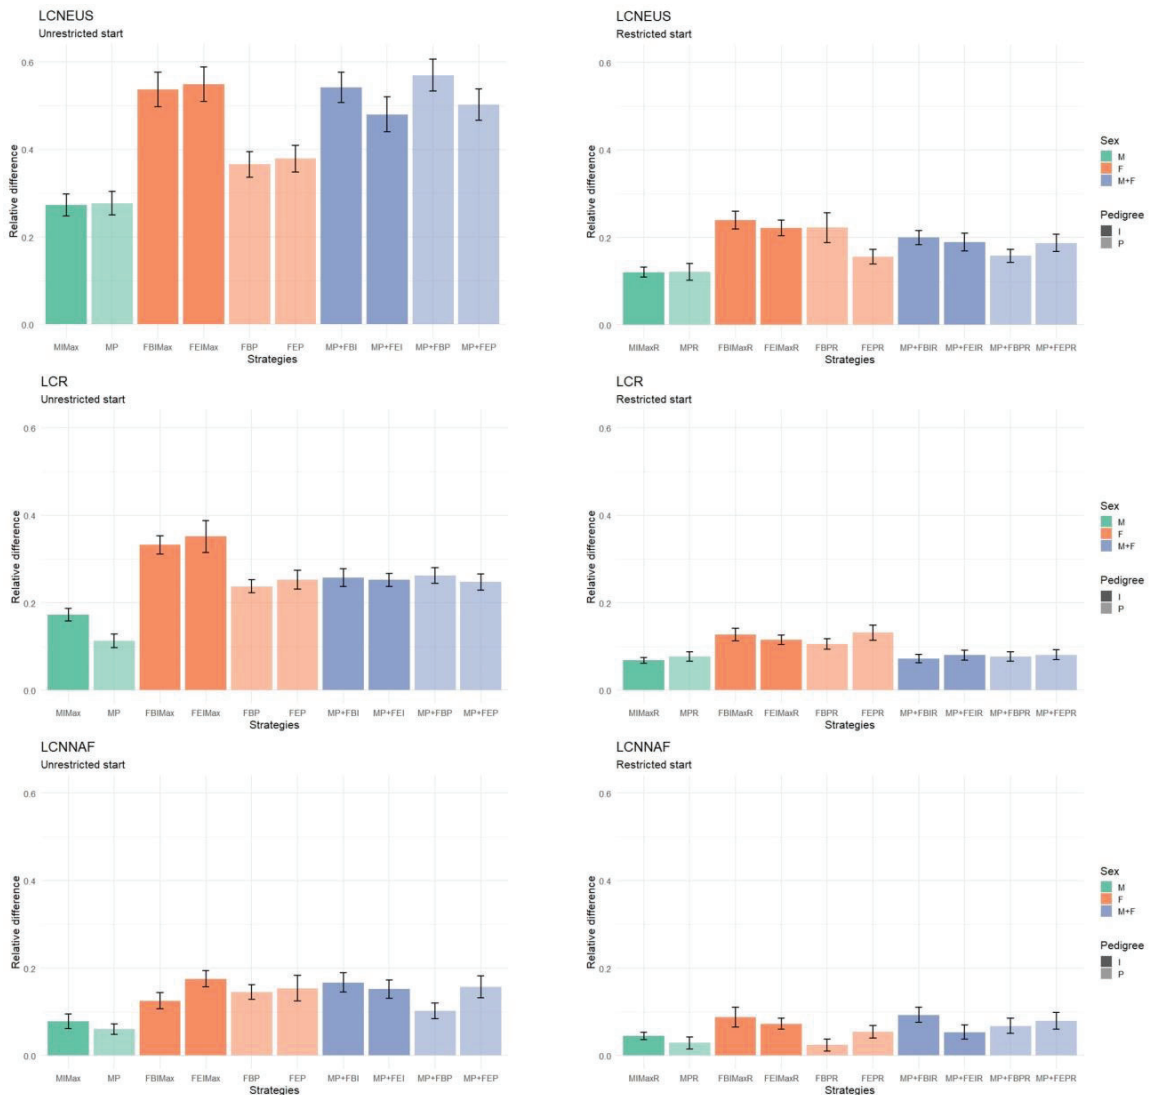 LCNEUS
Unrestricted start
Relative difference
0.6
0.4
0.2
0.0
MIMax MP FBIMax FEIMax FBP FEP MP+FBI MP+FEI MP+FBP MP+FEP
Strategies
LCNEUS
Restricted start
Relative difference
0.6
0.4
0.2
0.0
MIMaxR MPR FBIMaxR FEIMaxR FBPR FEPR MP+FBIR MP+FEIR MP+FBPR MP+FEPR
Strategies
Sex
M
F
M+F
Pedigree
I
P
LCR
Unrestricted start
Relative difference
0.6
0.4
0.2
0.0
MIMax MP FBIMax FEIMax FBP FEP MP+FBI MP+FEI MP+FBP MP+FEP
Strategies
LCR
Restricted start
Relative difference
0.6
0.4
0.2
0.0
MIMaxR MPR FBIMaxR FEIMaxR FBPR FEPR MP+FBIR MP+FEIR MP+FBPR MP+FEPR
Strategies
Sex
M
F
M+F
Pedigree
I
P
LCNNAF
Unrestricted start
Relative difference
0.6
0.4
0.2
0.0
MIMax MP FBIMax FEIMax FBP FEP MP+FBI MP+FEI MP+FBP MP+FEP
Strategies
LCNNAF
Restricted start
Relative difference
0.6
0.4
0.2
0.0
MIMaxR MPR FBIMaxR FEIMaxR FBPR FEPR MP+FBIR MP+FEIR MP+FBPR MP+FEPR
Strategies
Sex
M
F
M+F
Pedigree
I
P